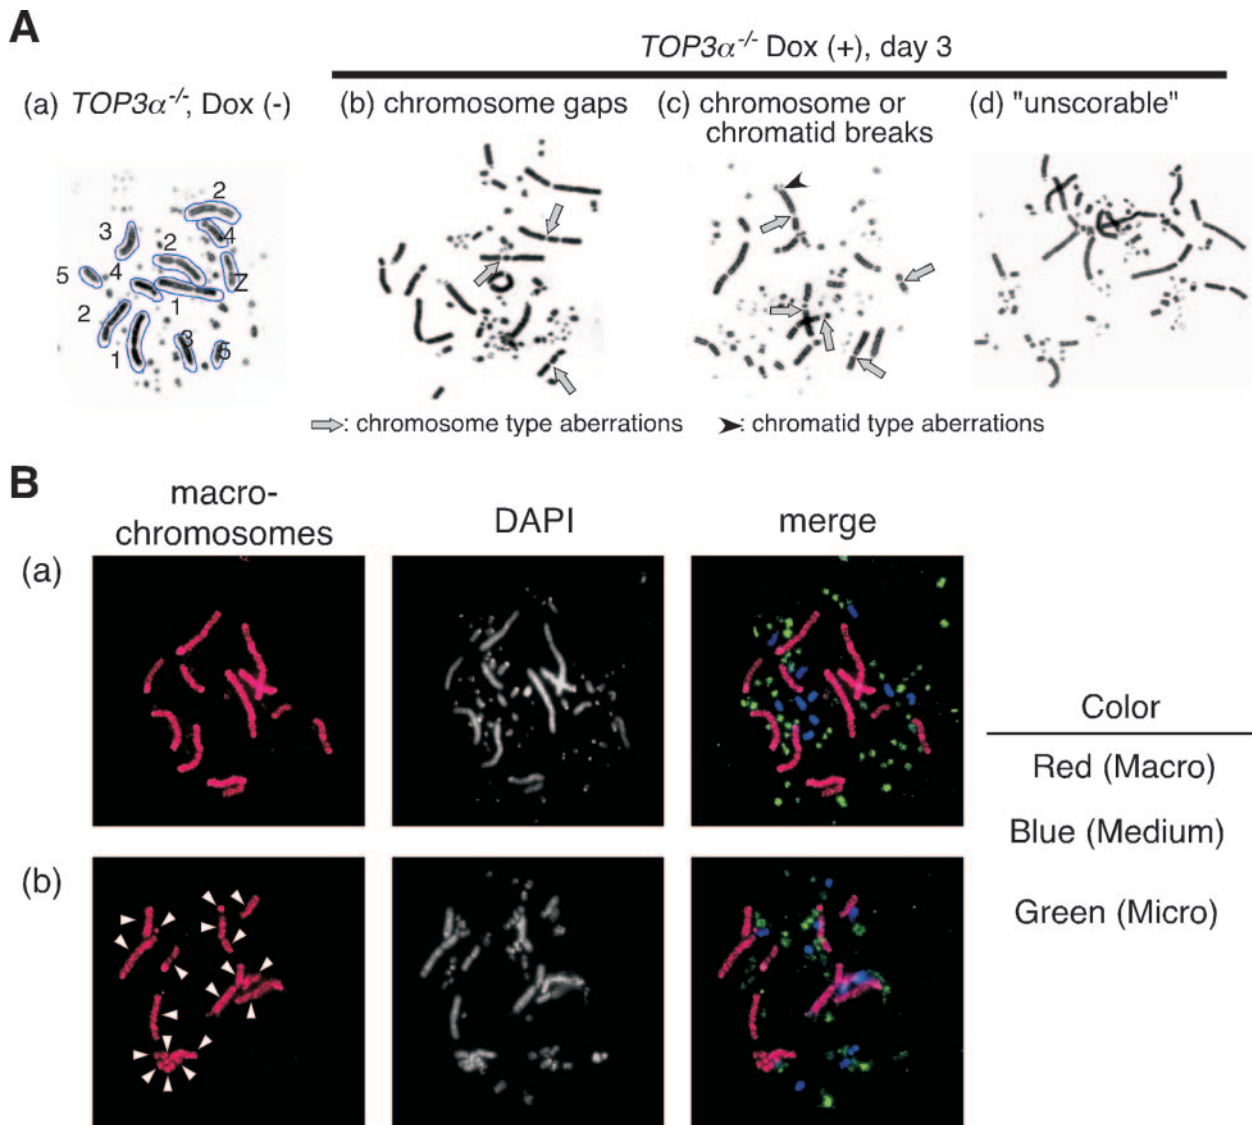 A
TOP3α-/- Dox (+), day 3
(a) TOP3α-/-, Dox (-)
(b) chromosome gaps
(c) chromosome or
chromatid breaks
(d) "unscorable"
2
3
4
2
5
4
Z
1
2
1
3
5
: chromosome type aberrations
: chromatid type aberrations
B
macro-
chromosomes
DAPI
merge
(a)
Color
Red (Macro)
Blue (Medium)
(b)
Green (Micro)